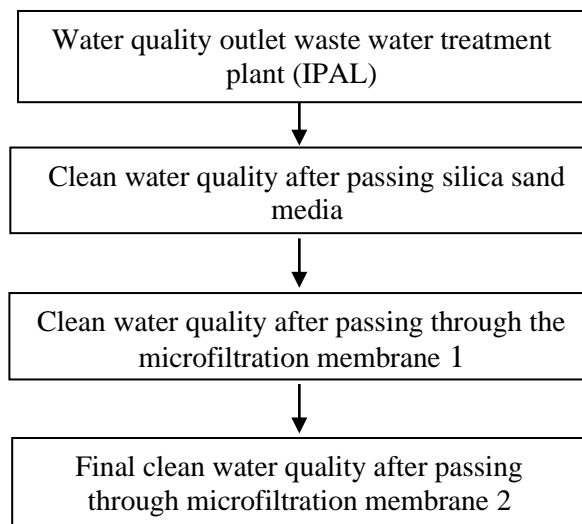 Water quality outlet waste water treatment
plant (IPAL)
Clean water quality after passing silica sand
media
Clean water quality after passing through the
microfiltration membrane 1
Final clean water quality after passing
through microfiltration membrane 2